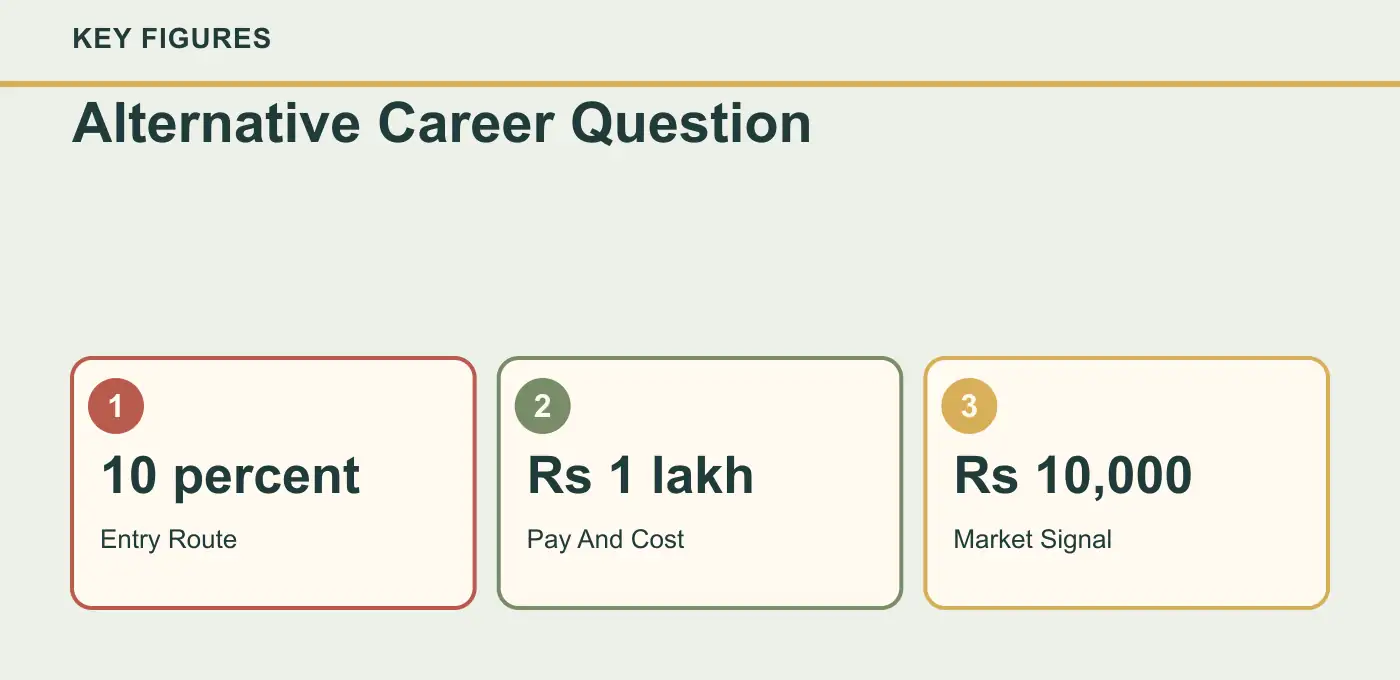 KEY FIGURES
Alternative Career Question
1
10 percent
Entry Route
2
Rs 1 lakh
Pay And Cost
3
Rs 10,000
Market Signal